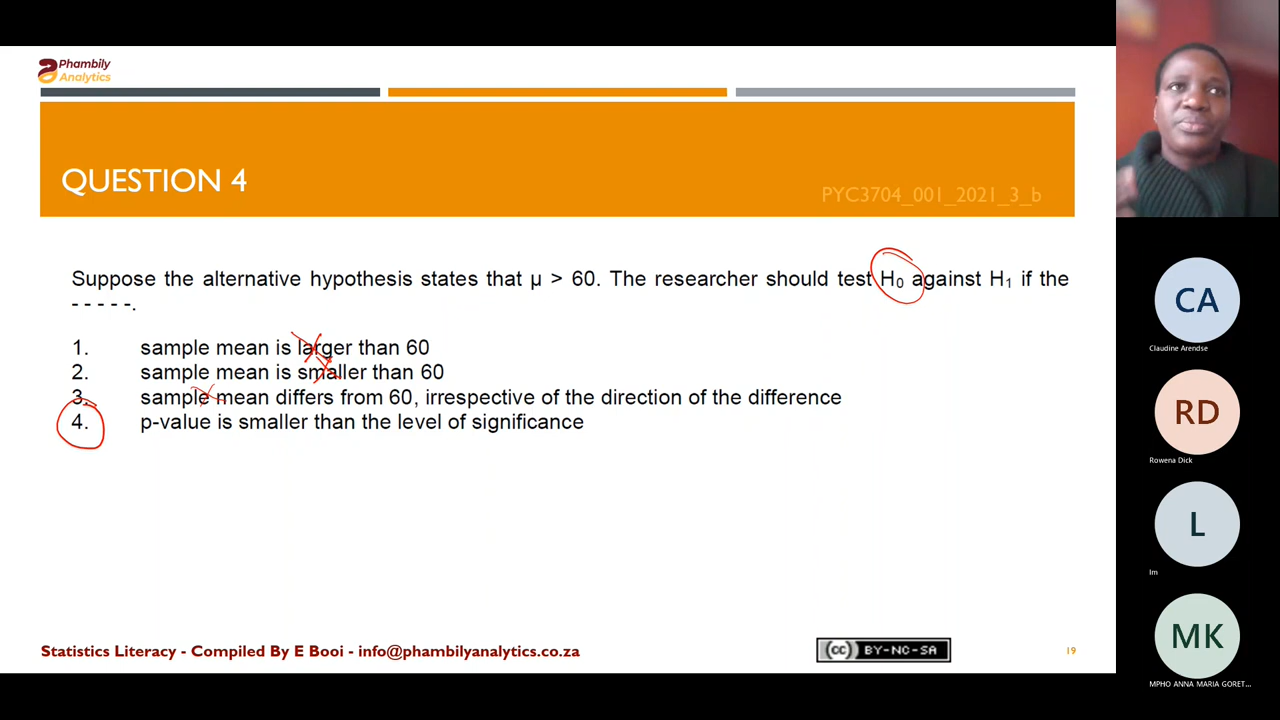 Phambily
Analytics
QUESTION 4
PYC3704_001_2021_3_b
Suppose the alternative hypothesis states that µ > 60. The researcher should test H₀ against H₁ if the
- - - - -.
1. sample mean is larger than 60
2. sample mean is smaller than 60
3. sample mean differs from 60, irrespective of the direction of the difference
4. p-value is smaller than the level of significance
Statistics Literacy - Compiled By E Booi - info@phambilyanalytics.co.za
cc BY-NC-SA
19
CA
Claudine Arendse
RD
Rowena Dick
L
lm
MK
MPHO ANNA MARIA GORET...